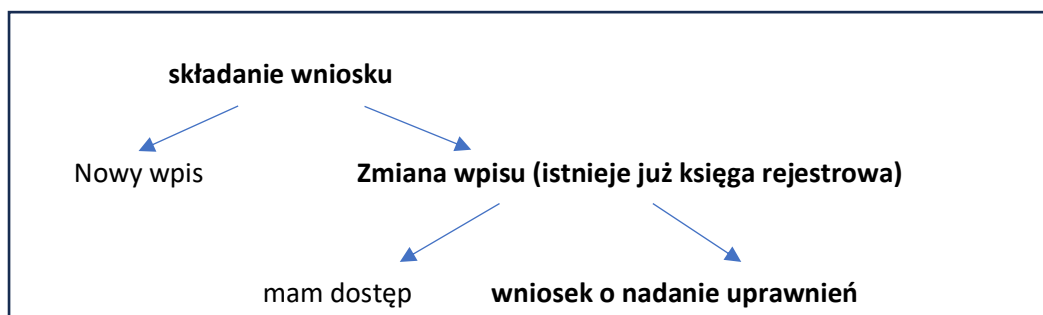 składanie wniosku
Nowy wpis
Zmiana wpisu (istnieje już księga rejestrowa)
mam dostęp
wniosek o nadanie uprawnień